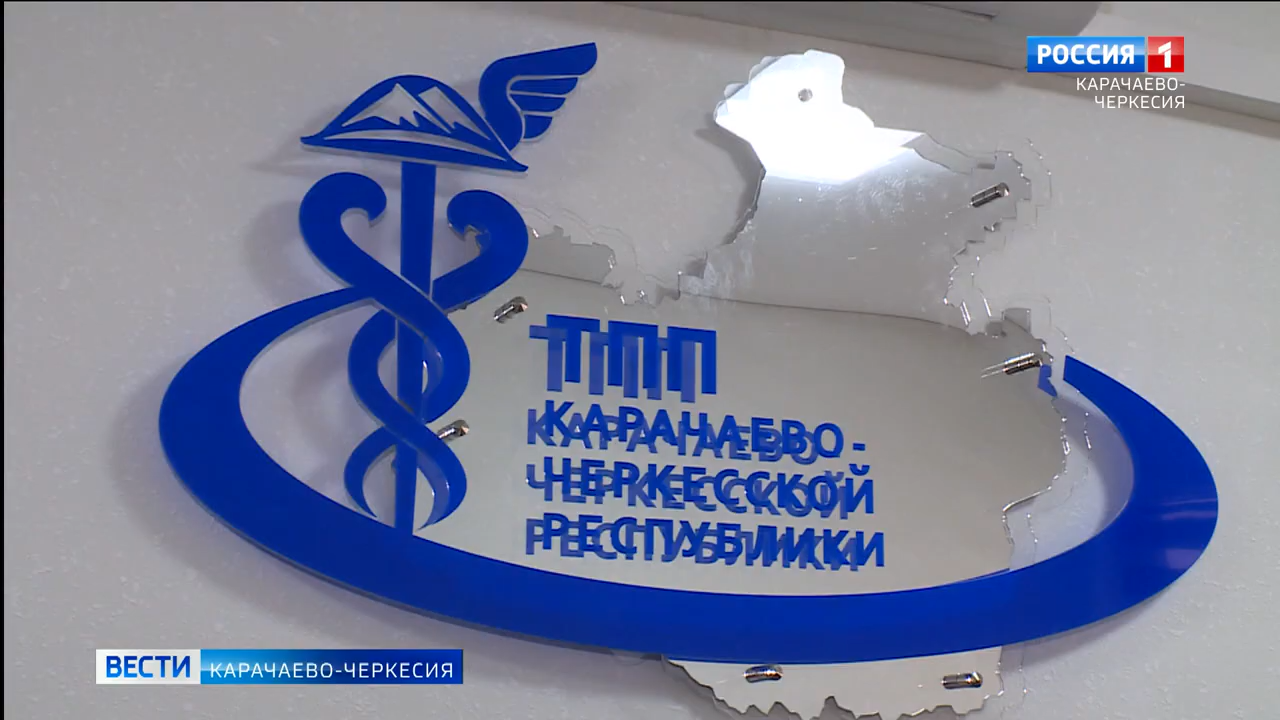 РОССИЯ 1
КАРАЧАЕВО-
ЧЕРКЕСИЯ
ТПП
КАРАЧАЕВО-
ЧЕРКЕССКОЙ
РЕСПУБЛИКИ
ВЕСТИ КАРАЧАЕВО-ЧЕРКЕСИЯ